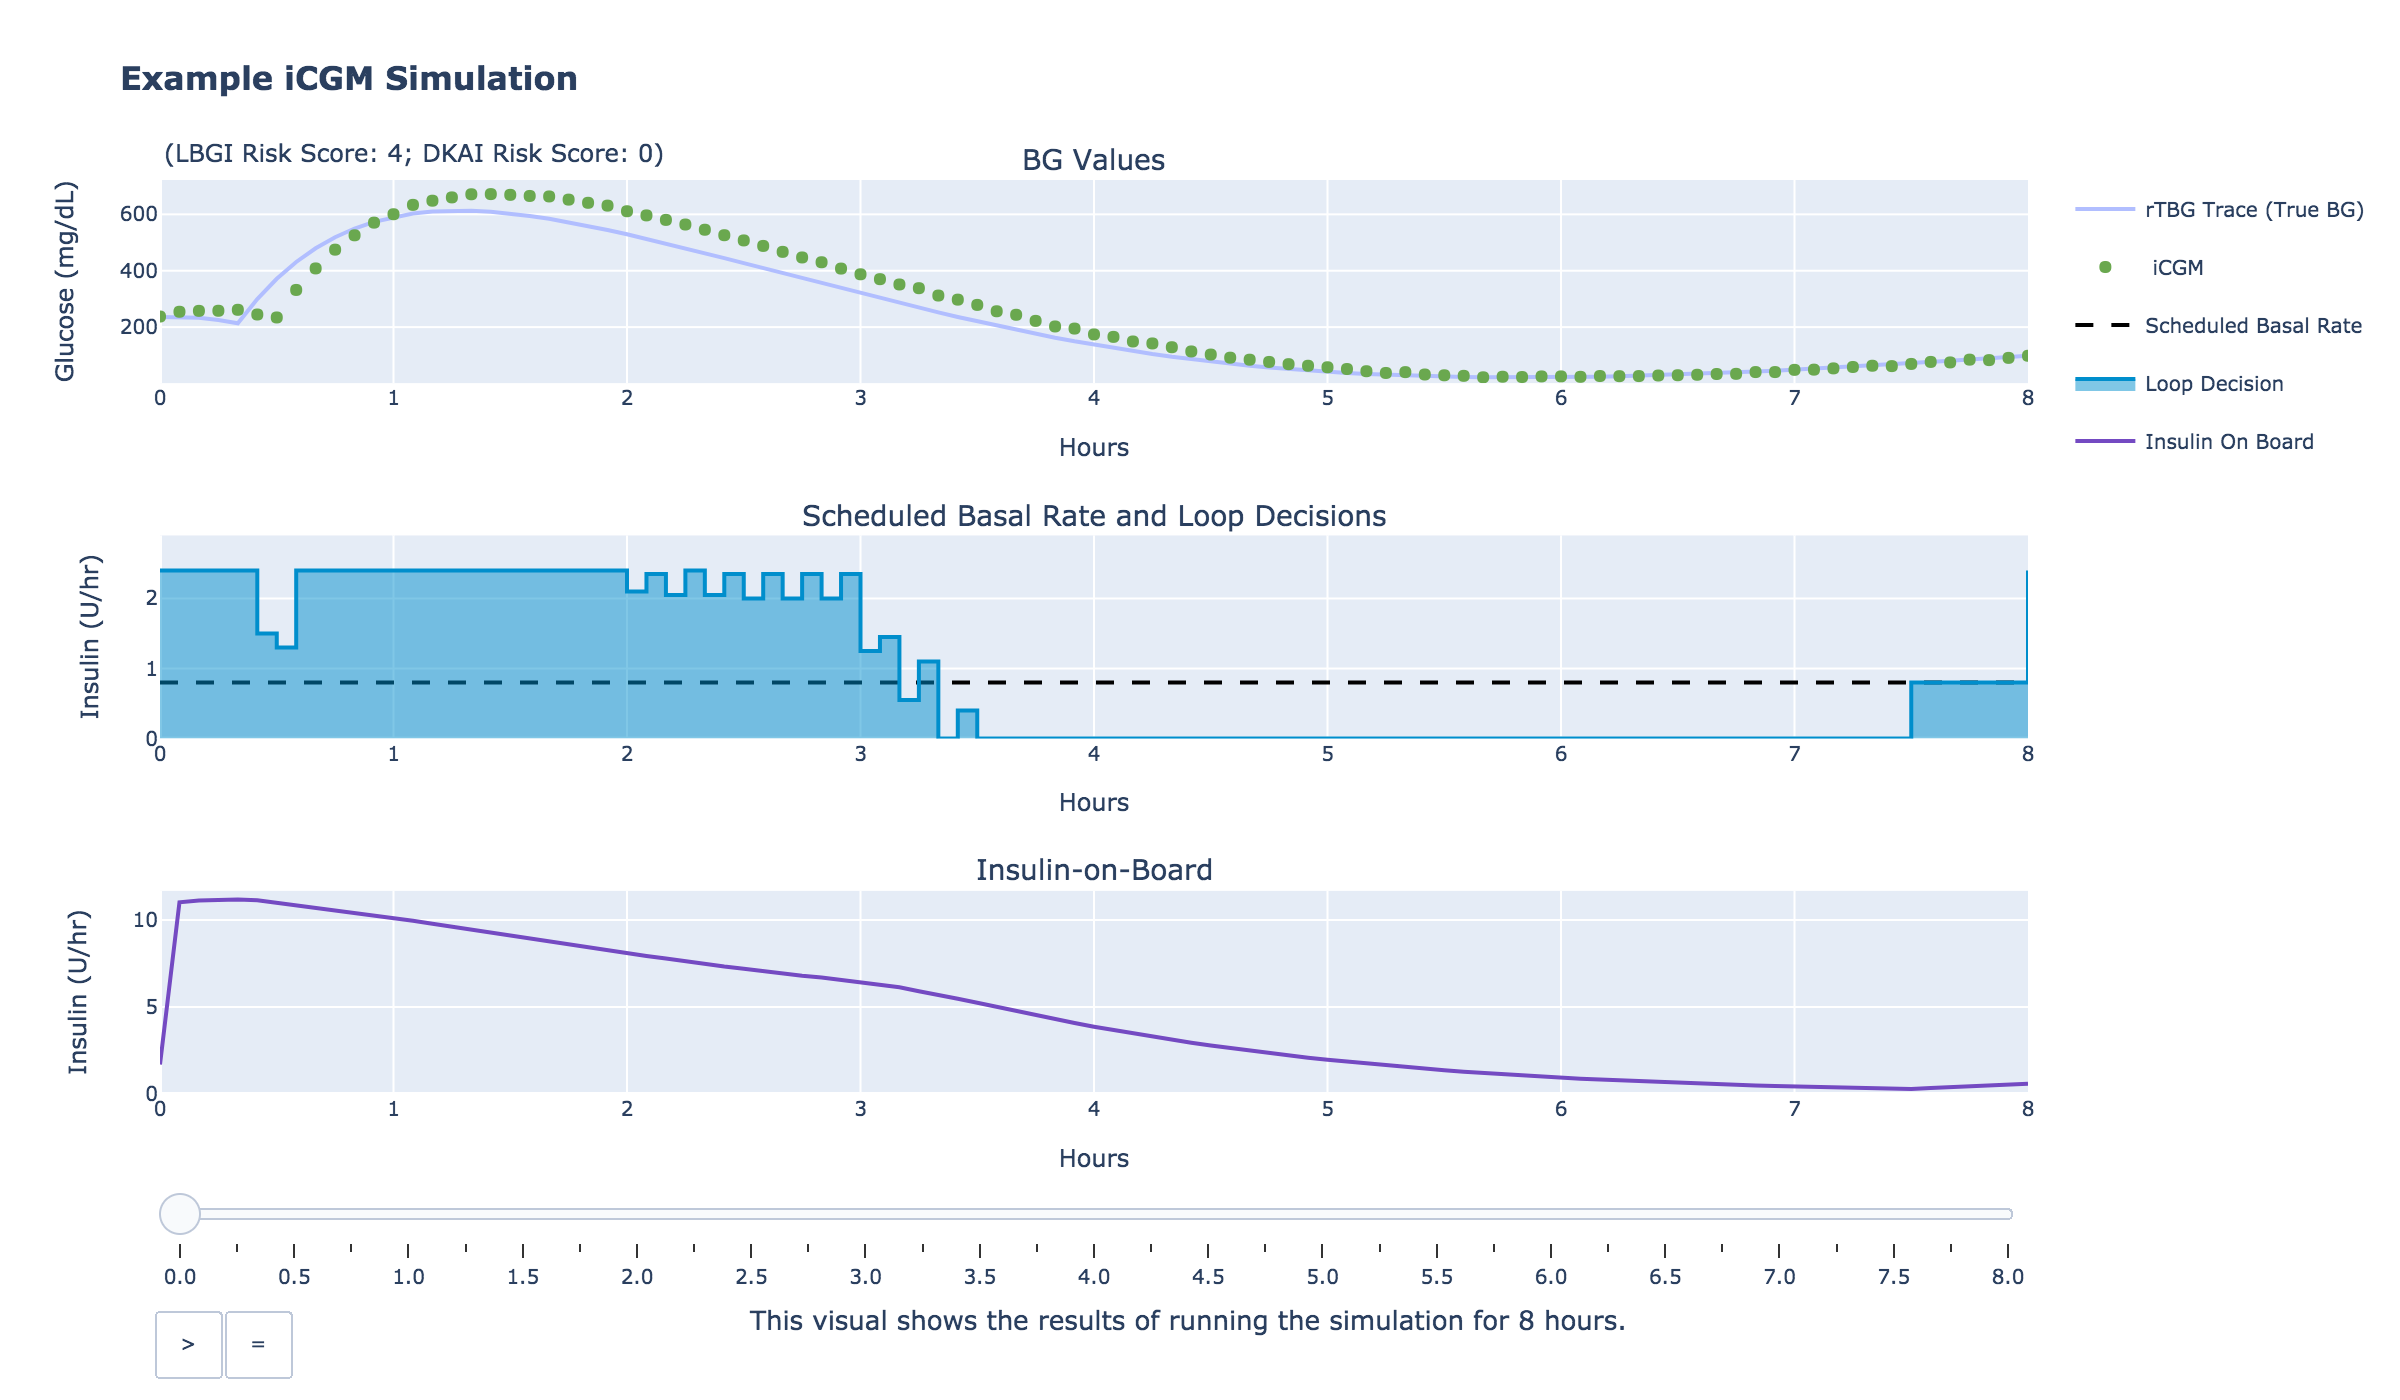 Example iCGM Simulation
(LBGI Risk Score: 4; DKAI Risk Score: 0)
BG Values
Glucose (mg/dL)
600
400
200
0 1 2 3 4 5 6 7 8
Hours
rTBG Trace (True BG)
iCGM
Scheduled Basal Rate
Loop Decision
Insulin On Board
Scheduled Basal Rate and Loop Decisions
Insulin (U/hr)
2
1
0
0 1 2 3 4 5 6 7 8
Hours
Insulin-on-Board
Insulin (U/hr)
10
5
0
0 1 2 3 4 5 6 7 8
Hours
0.0 0.5 1.0 1.5 2.0 2.5 3.0 3.5 4.0 4.5 5.0 5.5 6.0 6.5 7.0 7.5 8.0
This visual shows the results of running the simulation for 8 hours.
> =